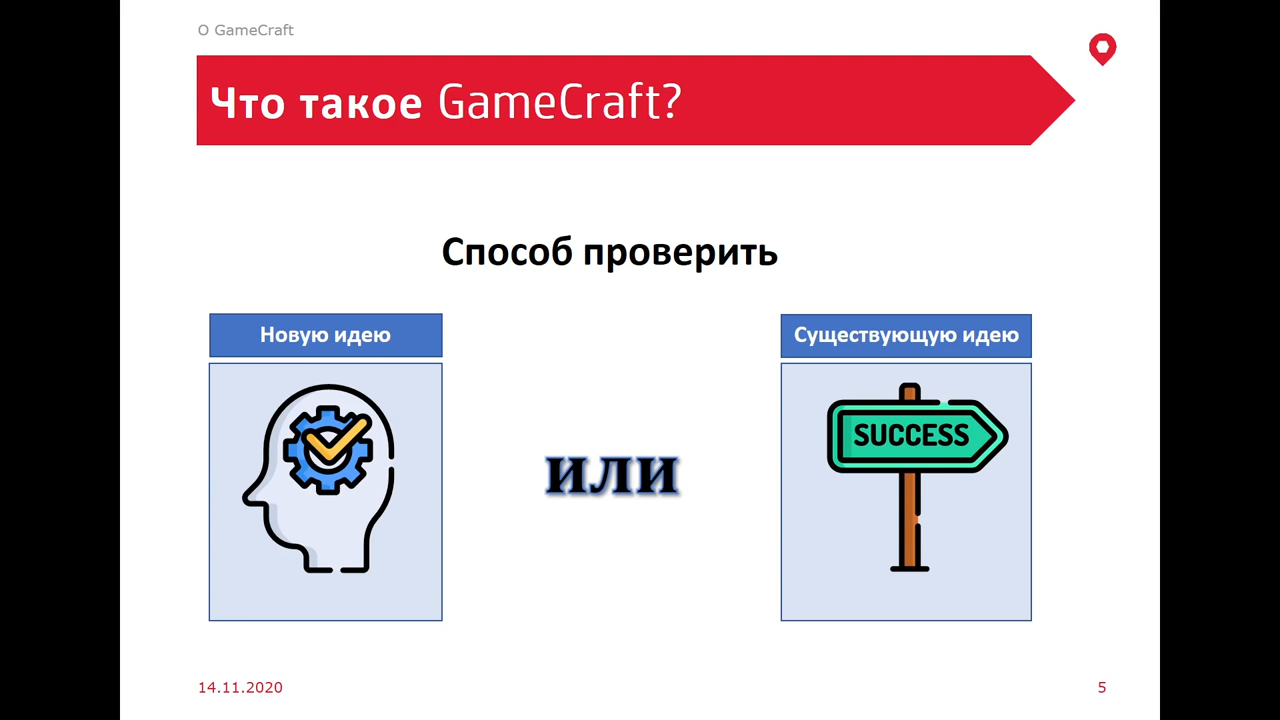 О GameCraft
Что такое GameCraft?
Способ проверить
Новую идею
Существующую идею
SUCCESS
или
14.11.2020
5